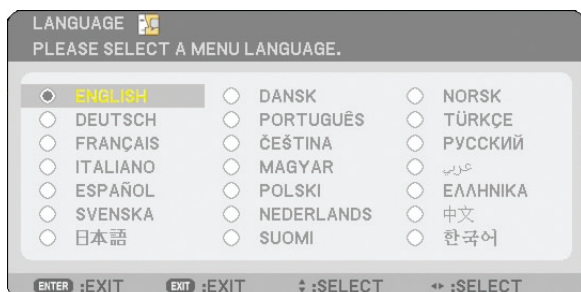 LANGUAGE
PLEASE SELECT A MENU LANGUAGE.
ENGLISH DANSK NORSK
DEUTSCH PORTUGUÊS TÜRKÇE
FRANÇAIS ČEŠTINA РУССКИЙ
ITALIANO MAGYAR عربي
ESPAÑOL POLSKI ΕΛΛΗΝΙΚΑ
SVENSKA NEDERLANDS 中文
日本語 SUOMI 한국어
ENTER :EXIT EXIT :EXIT :SELECT :SELECT